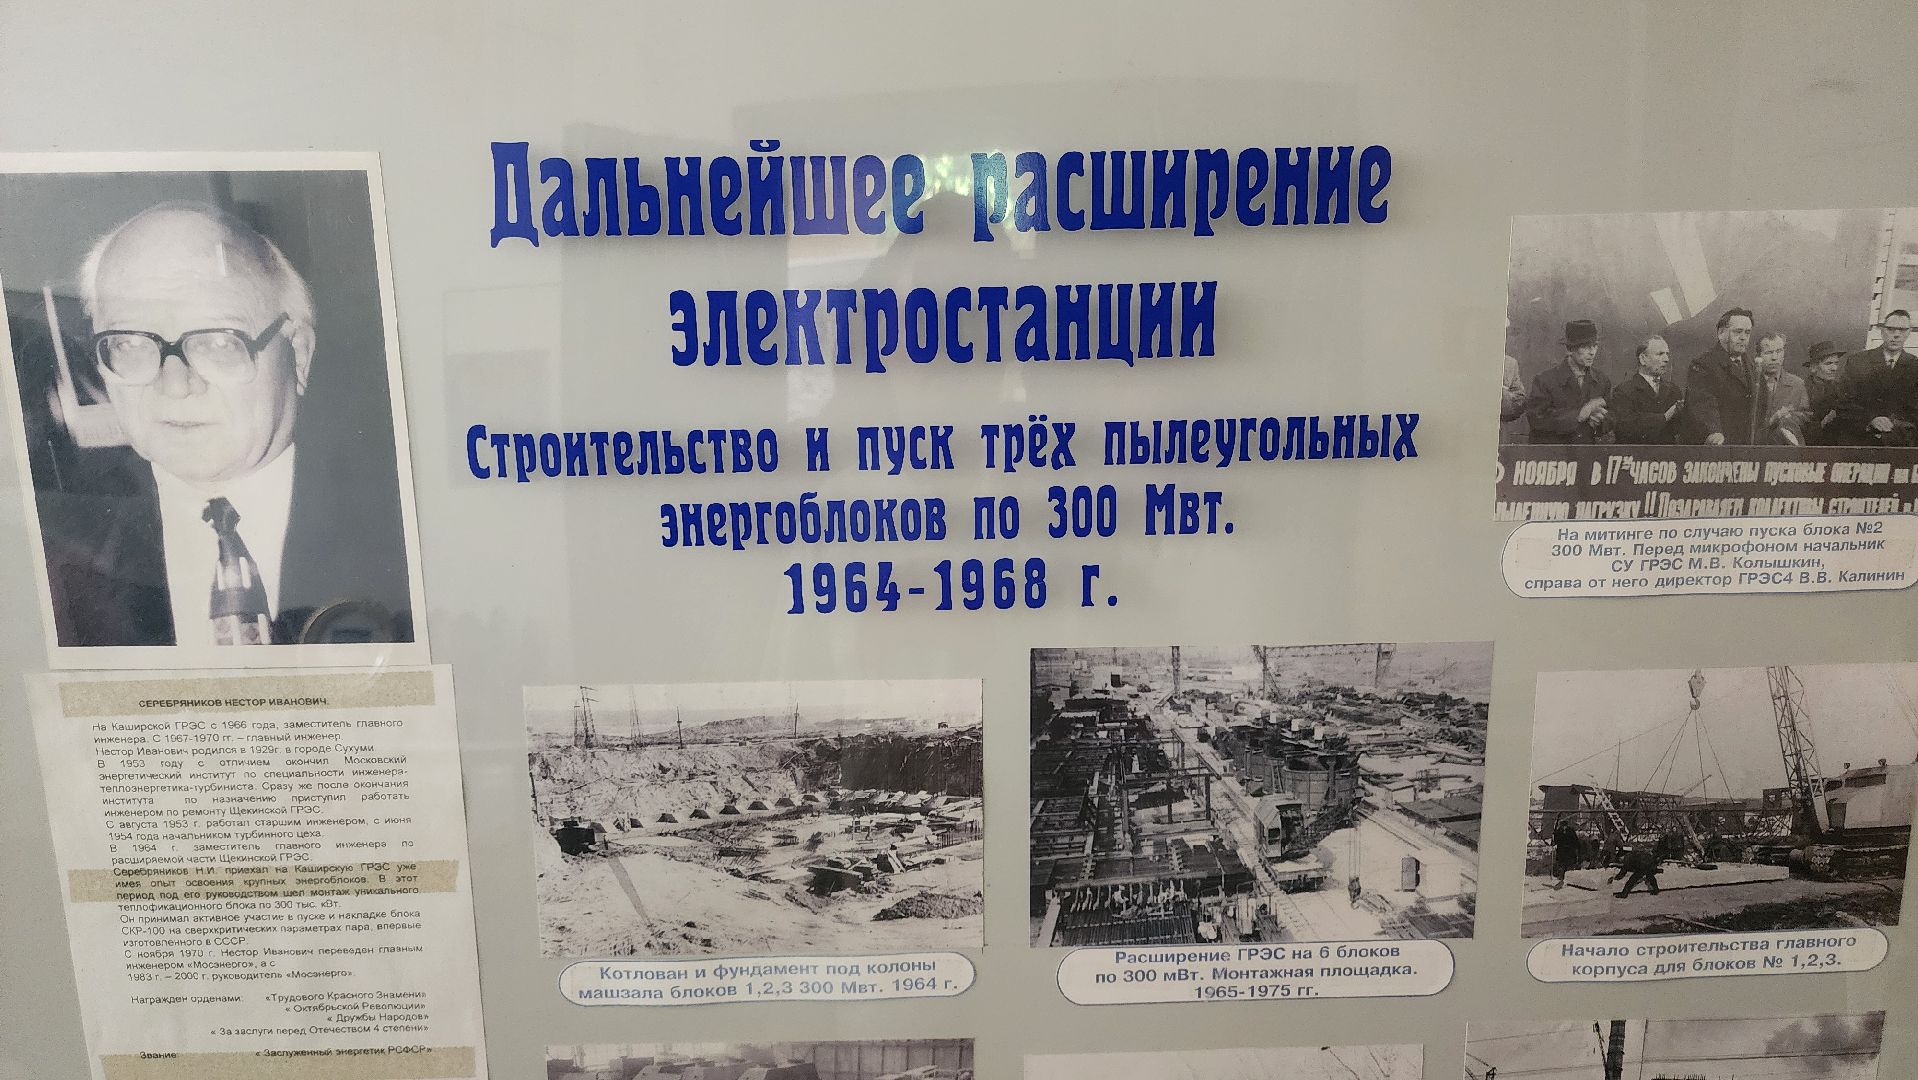 Дальнейшее расширение
электростанции
Строительство и пуск трёх пылеугольных
энергоблоков по 300 Мвт.
1964-1968 г.
СЕРЕБРЯНИКОВ НЕСТОР ИВАНОВИЧ.
На Каширской ГРЭС с 1966 года, заместитель главного
инженера. С 1967-1970 гг. – главный инженер.
Нестор Иванович родился в 1929г. в городе Сухуми
В 1953 году с отличием окончил Московский
энергетический институт по специальности инженера-
теплоэнергетика-турбиниста. Сразу же после окончания
института по назначению приступил работать
инженером по ремонту Щекинской ГРЭС.
С августа 1953 г. работал старшим инженером, с июня
1954 года начальником турбинного цеха.
В 1964 г. заместитель главного инженера по
расширяемой части Щекинской ГРЭС.
Серебряников Н.И. приехал на Каширскую ГРЭС уже
имея опыт освоения крупных энергоблоков. В этот
период под его руководством шел монтаж уникального
теплофикационного блока по 300 тыс. кВт.
Он принимал активное участие в пуске и накладке блока
СКР-100 на сверхкритических параметрах пара, впервые
изготовленного в СССР.
С ноября 1970 г. Нестор Иванович переведен главным
инженером «Мосэнерго», а с
1983 г. – 2000 г. руководитель «Мосэнерго».
Награжден орденами: «Трудового Красного Знамени»
« Октябрьской Революции»
« Дружбы Народов»
« За заслуги перед Отечеством 4 степени»
Звание: « Заслуженный энергетик РСФСР»
НОЯБРЯ В 17 ЧАСОВ ЗАКОНЧЕНЫ ПУСКОВЫЕ ОПЕРАЦИИ НА
НАГРУЗКУ !! ПОЗДРАВЛЯЕМ КОЛЛЕКТИВЫ СТРОИТЕЛЕЙ
На митинге по случаю пуска блока №2
300 Мвт. Перед микрофоном начальник
СУ ГРЭС М.В. Колышкин,
справа от него директор ГРЭС4 В.В. Калинин
Котлован и фундамент под колоны
машзала блоков 1,2,3 300 Мвт. 1964 г.
Расширение ГРЭС на 6 блоков
по 300 мВт. Монтажная площадка.
1965-1975 гг.
Начало строительства главного
корпуса для блоков № 1,2,3.